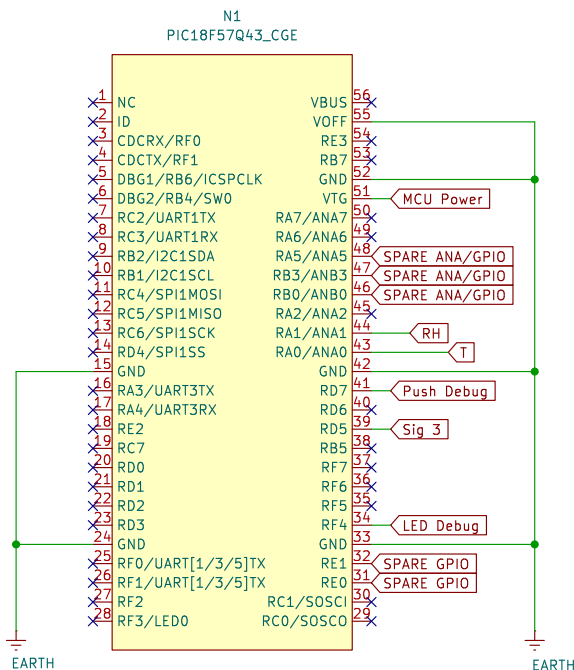 N1
PIC18F57Q43_CGE
1 NC VBUS 56
2 ID VOFF 55
3 CDCRX/RF0 RE3 54
4 CDCTX/RF1 RB7 53
5 DBG1/RB6/ICSPCLK GND 52
6 DBG2/RB4/SW0 VTG 51 MCU Power
7 RC2/UART1TX RA7/ANA7 50
8 RC3/UART1RX RA6/ANA6 49
9 RB2/I2C1SDA RA5/ANA5 48 SPARE ANA/GPIO
10 RB1/I2C1SCL RB3/ANB3 47 SPARE ANA/GPIO
11 RC4/SPI1MOSI RB0/ANB0 46 SPARE ANA/GPIO
12 RC5/SPI1MISO RA2/ANA2 45
13 RC6/SPI1SCK RA1/ANA1 44 RH
14 RD4/SPI1SS RA0/ANA0 43 T
15 GND GND 42
16 RA3/UART3TX RD7 41 Push Debug
17 RA4/UART3RX RD6 40
18 RE2 RD5 39 Sig 3
19 RC7 RB5 38
20 RD0 RF7 37
21 RD1 RF6 36
22 RD2 RF5 35
23 RD3 RF4 34 LED Debug
24 GND GND 33
25 RF0/UART[1/3/5]TX RE1 32 SPARE GPIO
26 RF1/UART[1/3/5]TX RE0 31 SPARE GPIO
27 RF2 RC1/SOSCI 30
28 RF3/LED0 RC0/SOSCO 29
EARTH EARTH